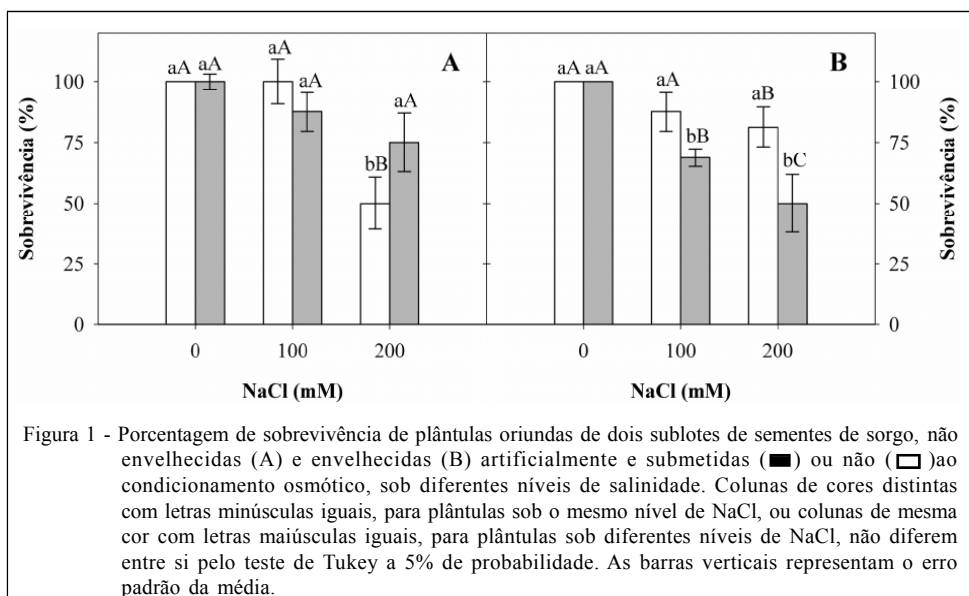 aA aA aA aA bB aA A
aA aA aA bB aB bC B
100
75
50
25
0
Sobrevivência (%)
0 100 200
NaCl (mM)
0 100 200
NaCl (mM)
100
75
50
25
0
Sobrevivência (%)
Figura 1 - Porcentagem de sobrevivência de plântulas oriundas de dois sublotes de sementes de sorgo, não
envelhecidas (A) e envelhecidas (B) artificialmente e submetidas (■) ou não (□)ao
condicionamento osmótico, sob diferentes níveis de salinidade. Colunas de cores distintas
com letras minúsculas iguais, para plântulas sob o mesmo nível de NaCl, ou colunas de mesma
cor com letras maiúsculas iguais, para plântulas sob diferentes níveis de NaCl, não diferem
entre si pelo teste de Tukey a 5% de probabilidade. As barras verticais representam o erro
padrão da média.